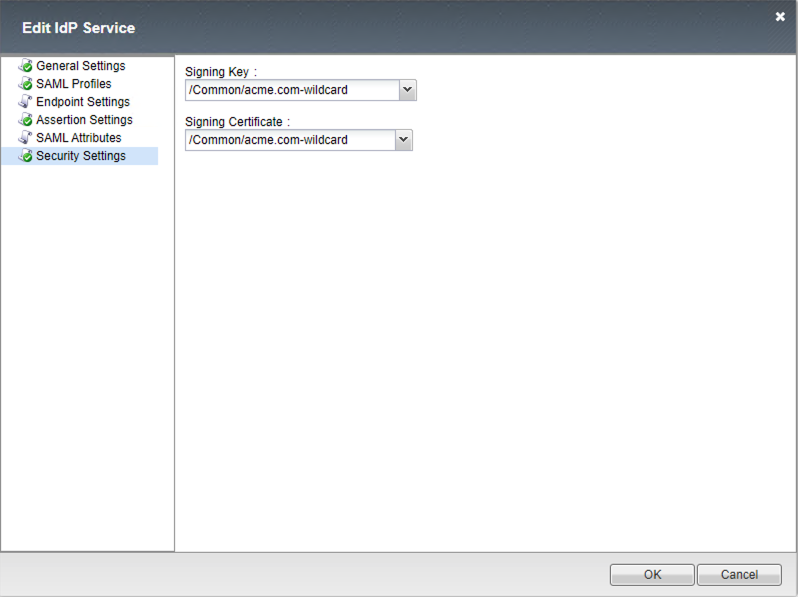 Edit IdP Service
General Settings
SAML Profiles
Endpoint Settings
Assertion Settings
SAML Attributes
Security Settings
Signing Key :
/Common/acme.com-wildcard
Signing Certificate :
/Common/acme.com-wildcard
OK
Cancel